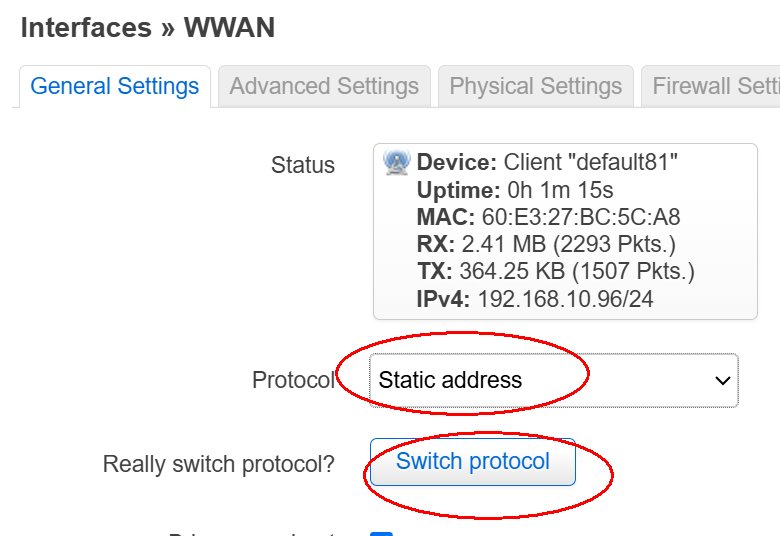 Interfaces » WWAN
General Settings Advanced Settings Physical Settings Firewall
Status
Device: Client "default81"
Uptime: 0h 1m 15s
MAC: 60:E3:27:BC:5C:A8
RX: 2.41 MB (2293 Pkts.)
TX: 364.25 KB (1507 Pkts.)
IPv4: 192.168.10.96/24
Protocol Static address
Really switch protocol? Switch protocol